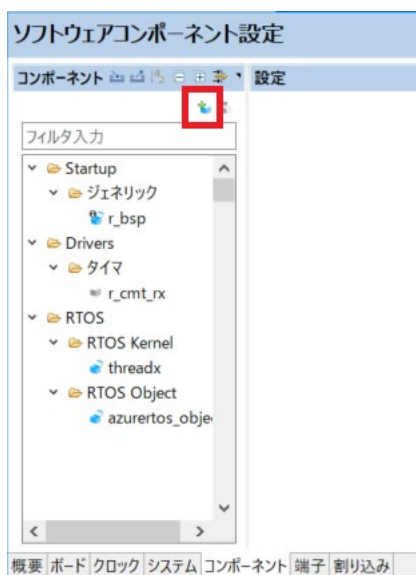 ソフトウェアコンポーネント設定
コンポーネント 設定
フィルタ入力
Startup
ジェネリック
r_bsp
Drivers
タイマ
r_cmt_rx
RTOS
RTOS Kernel
threadx
RTOS Object
azurertos_obje
概要 ボード クロック システム コンポーネント 端子 割り込み